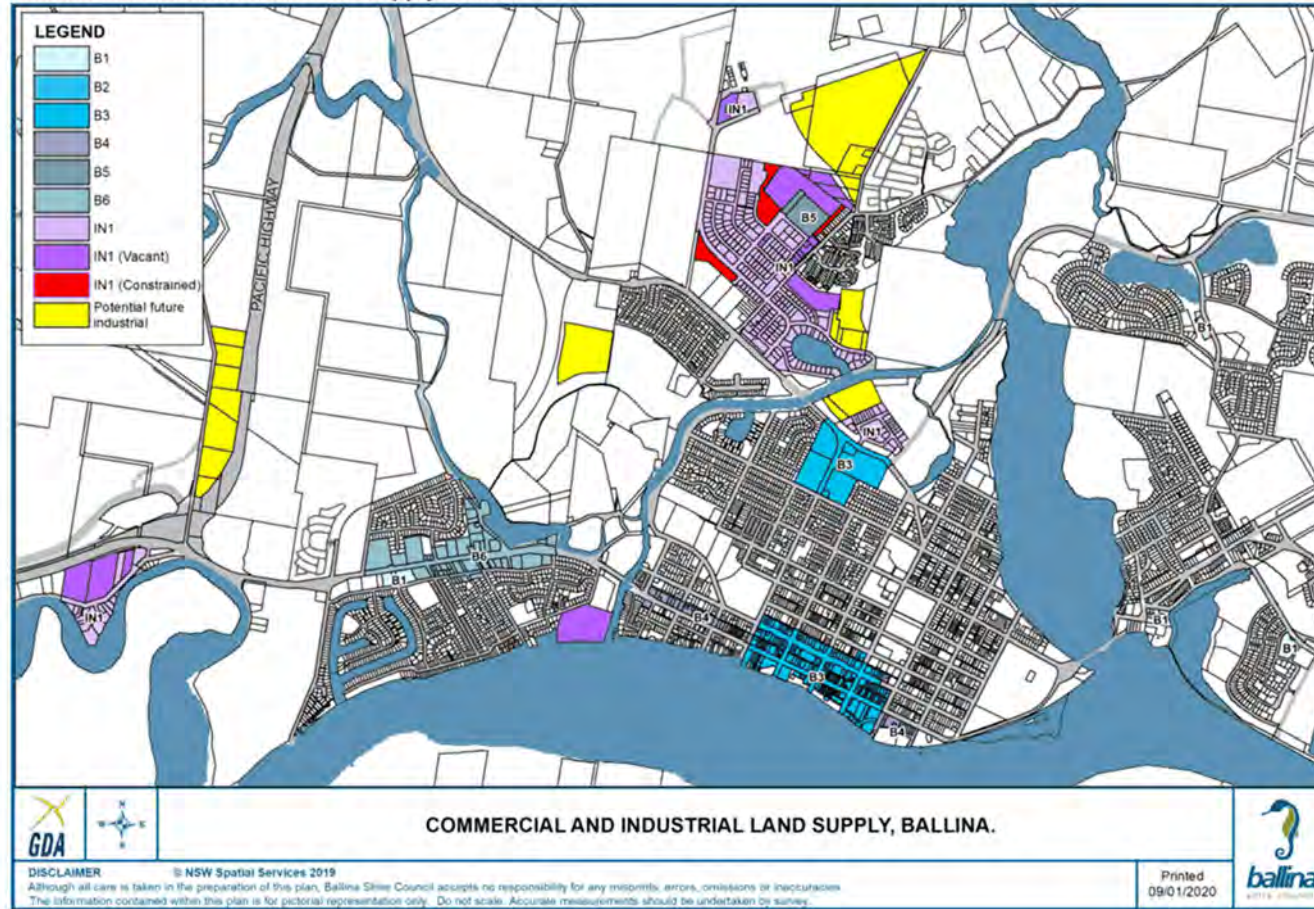 LEGEND
B1
B2
B3
B4
B5
B6
IN1
IN1 (Vacant)
IN1 (Constrained)
Potential future
industrial
PACIFIC HIGHWAY
IN1
B5
IN1
B1
IN1
B3
B6
B1
IN1
B4
B1
B1
B3
B4
GDA
N
W
E
S
COMMERCIAL AND INDUSTRIAL LAND SUPPLY, BALLINA.
DISCLAIMER © NSW Spatial Services 2019
Although all care is taken in the preparation of this plan, Ballina Shire Council accepts no responsibility for any misprints, errors, omissions or inaccuracies
The information contained within this plan is for pictorial representation only. Do not scale. Accurate measurements should be undertaken by survey.
Printed
09/01/2020
ballina